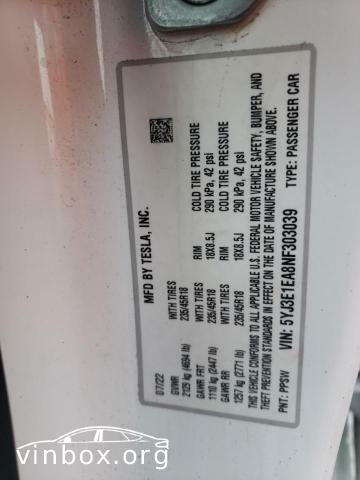 MFD BY TESLA, INC.
07/22
GVWR
2129 kg (4694 lb)
WITH TIRES
235/45R18
RIM
18X8.5J
COLD TIRE PRESSURE
290 kPa, 42 psi
GAWR FRT
1110 kg (2447 lb)
WITH TIRES
235/45R18
RIM
18X8.5J
COLD TIRE PRESSURE
290 kPa, 42 psi
GAWR RR
1257 kg (2771 lb)
THIS VEHICLE CONFORMS TO ALL APPLICABLE U.S. FEDERAL MOTOR VEHICLE SAFETY, BUMPER, AND
THEFT PREVENTION STANDARDS IN EFFECT ON THE DATE OF MANUFACTURE SHOWN ABOVE.
PNT: PPSW
VIN: 5YJ3E1EA8NF303039
TYPE: PASSENGER CAR
vinbox.org